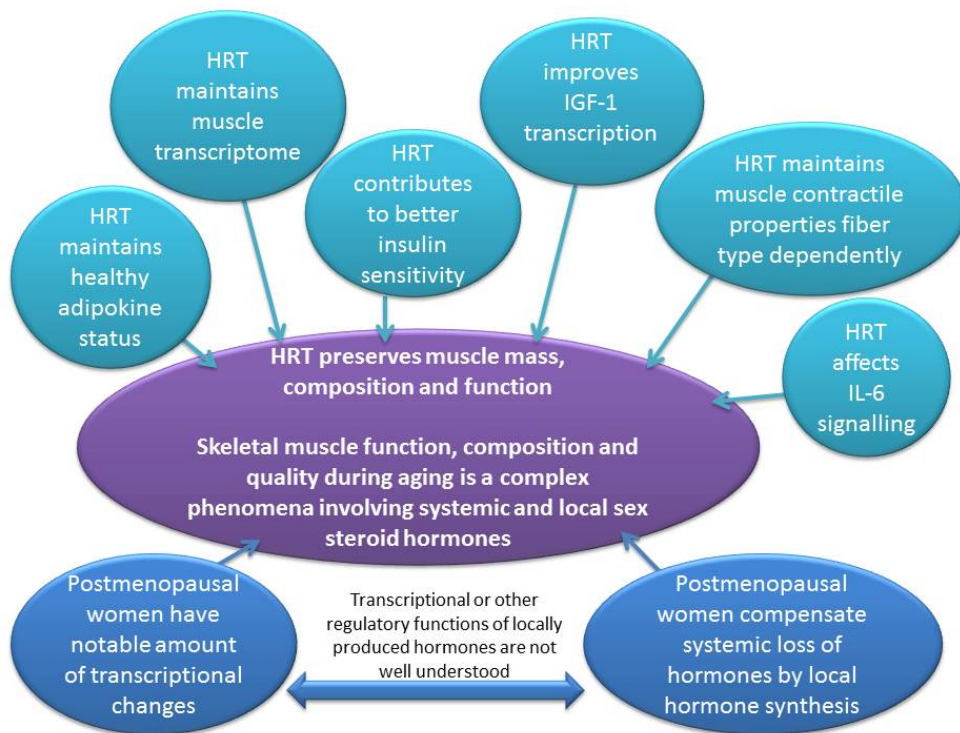 HRT
maintains
muscle
transcriptome
HRT
improves
IGF-1
transcription
HRT
contributes
to better
insulin
sensitivity
HRT maintains
muscle contractile
properties fiber
type dependently
HRT
maintains
healthy
adipokine
status
HRT
affects
IL-6
signalling
HRT preserves muscle mass,
composition and function
Skeletal muscle function, composition and
quality during aging is a complex
phenomena involving systemic and local sex
steroid hormones
Postmenopausal
women have
notable amount
of transcriptional
changes
Transcriptional or other
regulatory functions of locally
produced hormones are not
well understood
Postmenopausal
women compensate
systemic loss of
hormones by local
hormone synthesis